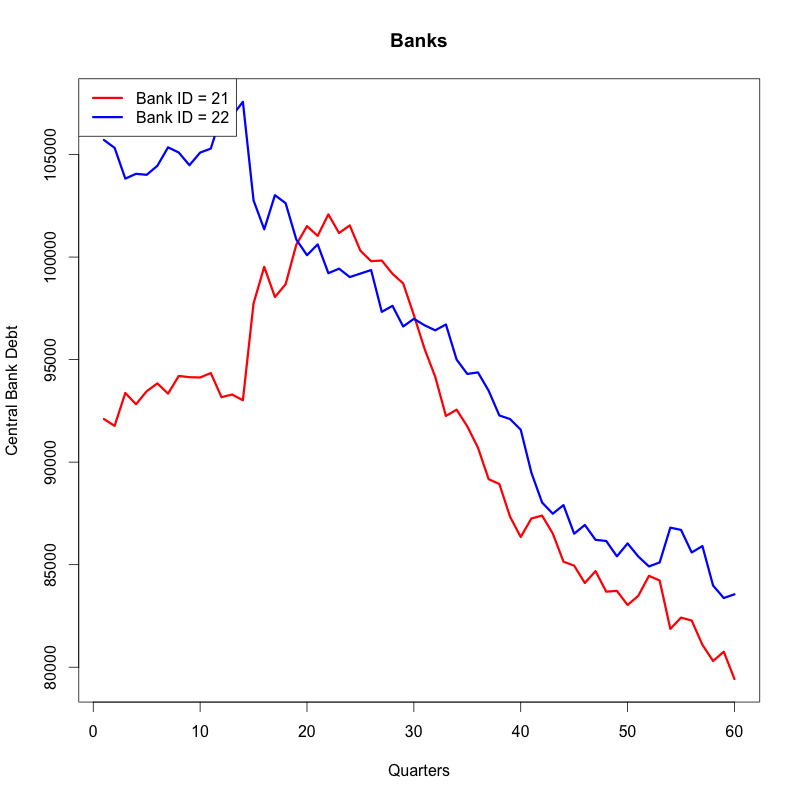 Banks
Bank ID = 21
Bank ID = 22
Central Bank Debt
105000
100000
95000
90000
85000
80000
0 10 20 30 40 50 60
Quarters